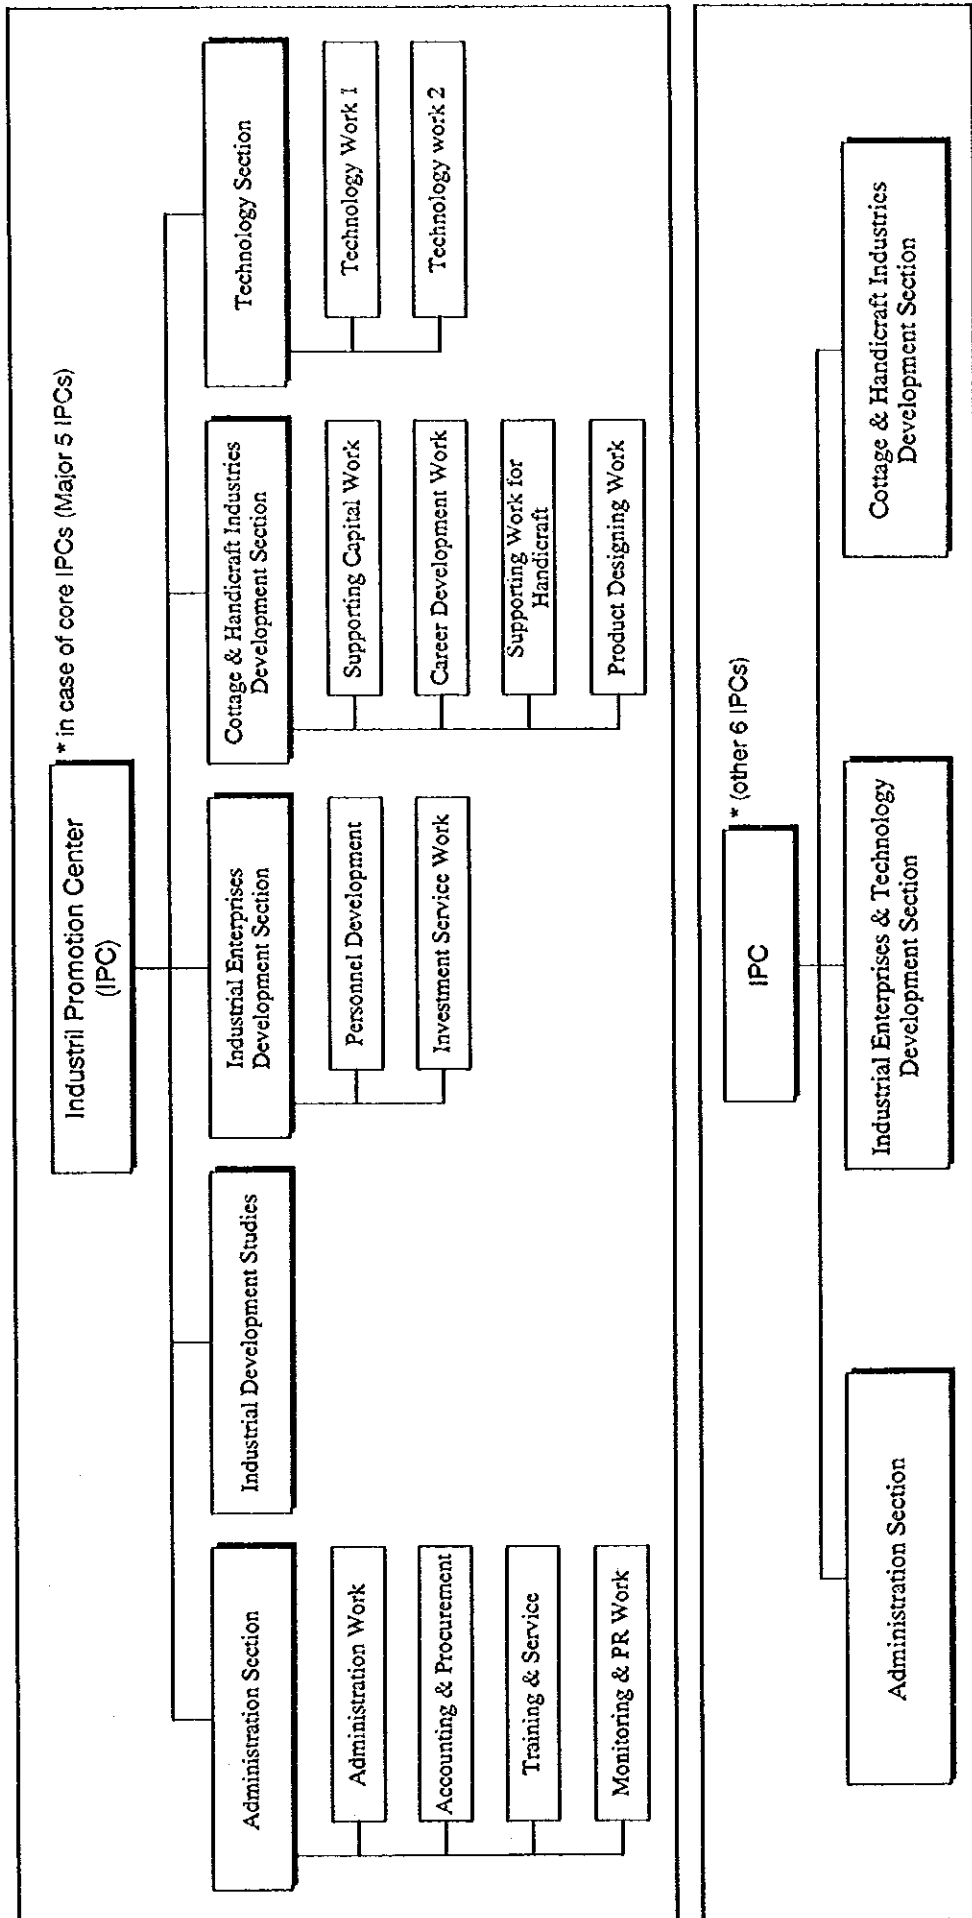 Industril Promotion Center
(IPC)
* in case of core IPCs (Major 5 IPCs)
Administration Section
Administration Work
Accounting & Procurement
Training & Service
Monitoring & PR Work
Industrial Development Studies
Industrial Enterprises
Development Section
Personnel Development
Investment Service Work
Cottage & Handicraft Industries
Development Section
Supporting Capital Work
Career Development Work
Supporting Work for
Handicraft
Product Designing Work
Technology Section
Technology Work 1
Technology work 2
IPC
* (other 6 IPCs)
Administration Section
Industrial Enterprises & Technology
Development Section
Cottage & Handicraft Industries
Development Section